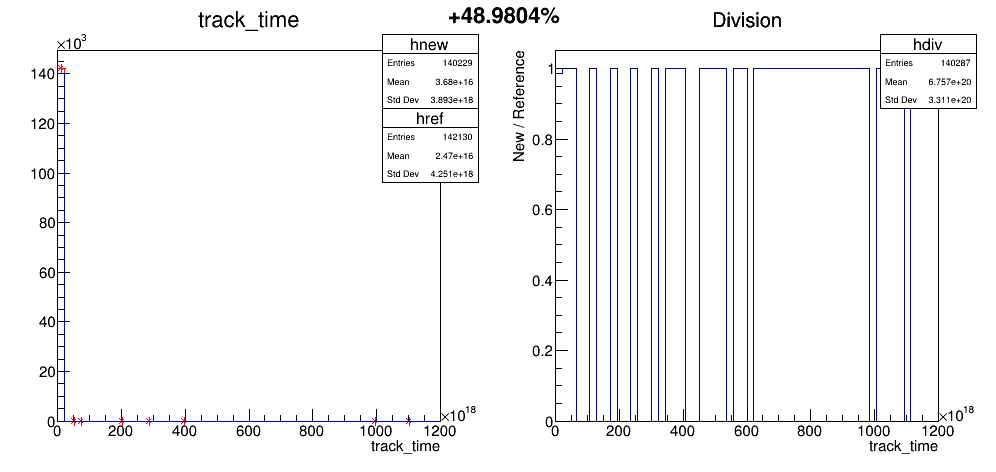 +48.9804%
track_time
×10³
hnew
Entries 140229
Mean 3.68e+16
Std Dev 3.893e+18
href
Entries 142130
Mean 2.47e+16
Std Dev 4.251e+18
140
120
100
80
60
40
20
0
0 200 400 600 800 1000 1200
×10¹⁸
track_time
Division
New / Reference
hdiv
Entries 140287
Mean 6.757e+20
Std Dev 3.311e+20
1
0.8
0.6
0.4
0.2
0
0 200 400 600 800 1000 1200
×10¹⁸
track_time